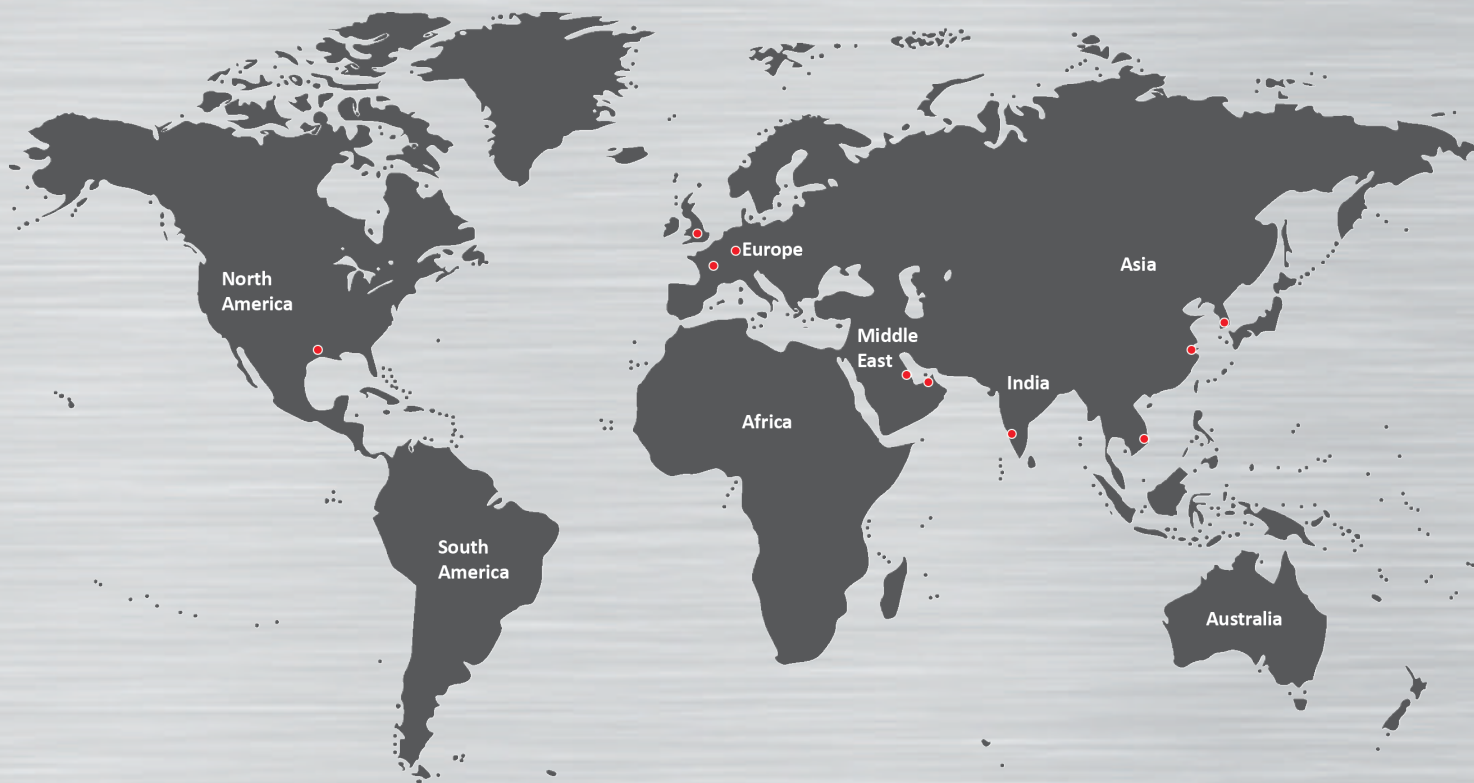 North
America
Europe
Asia
Middle
East
India
Africa
South
America
Australia